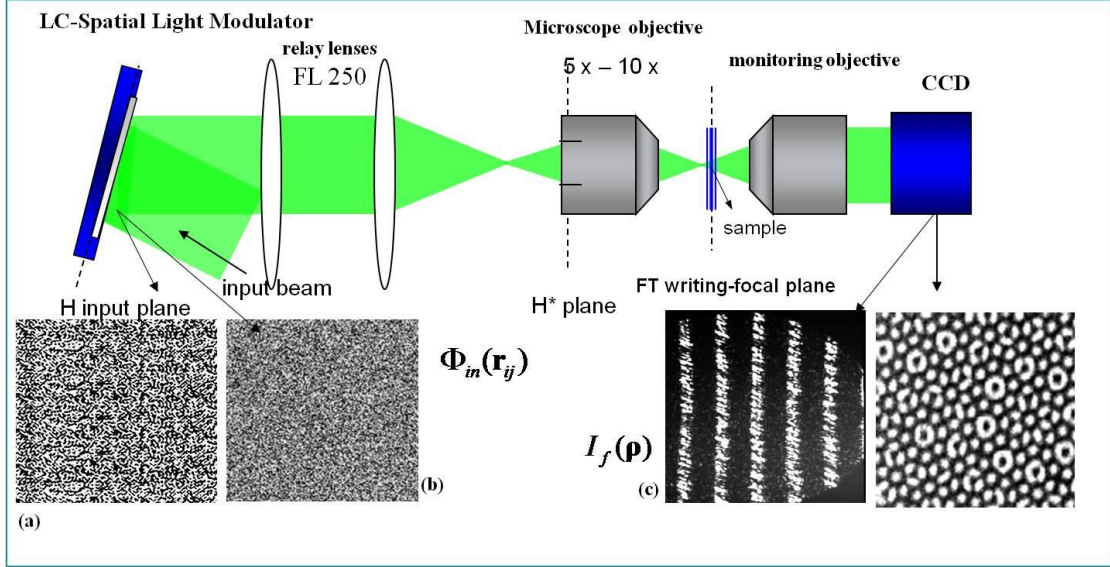 LC-Spatial Light Modulator
relay lenses
FL 250
Microscope objective
5 x – 10 x
monitoring objective
CCD
sample
input beam
H input plane
H* plane
FT writing-focal plane
Φin(rij)
If(ρ)
(a)
(b)
(c)